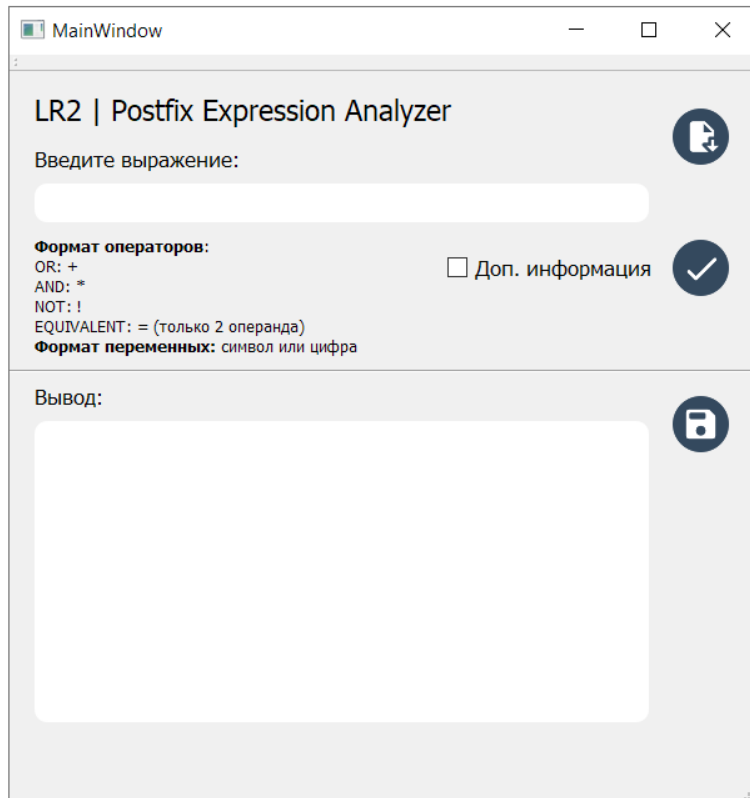 MainWindow
LR2 | Postfix Expression Analyzer
Введите выражение:
Формат операторов:
OR: +
AND: *
NOT: !
EQUIVALENT: = (только 2 операнда)
Формат переменных: символ или цифра
Доп. информация
Вывод: